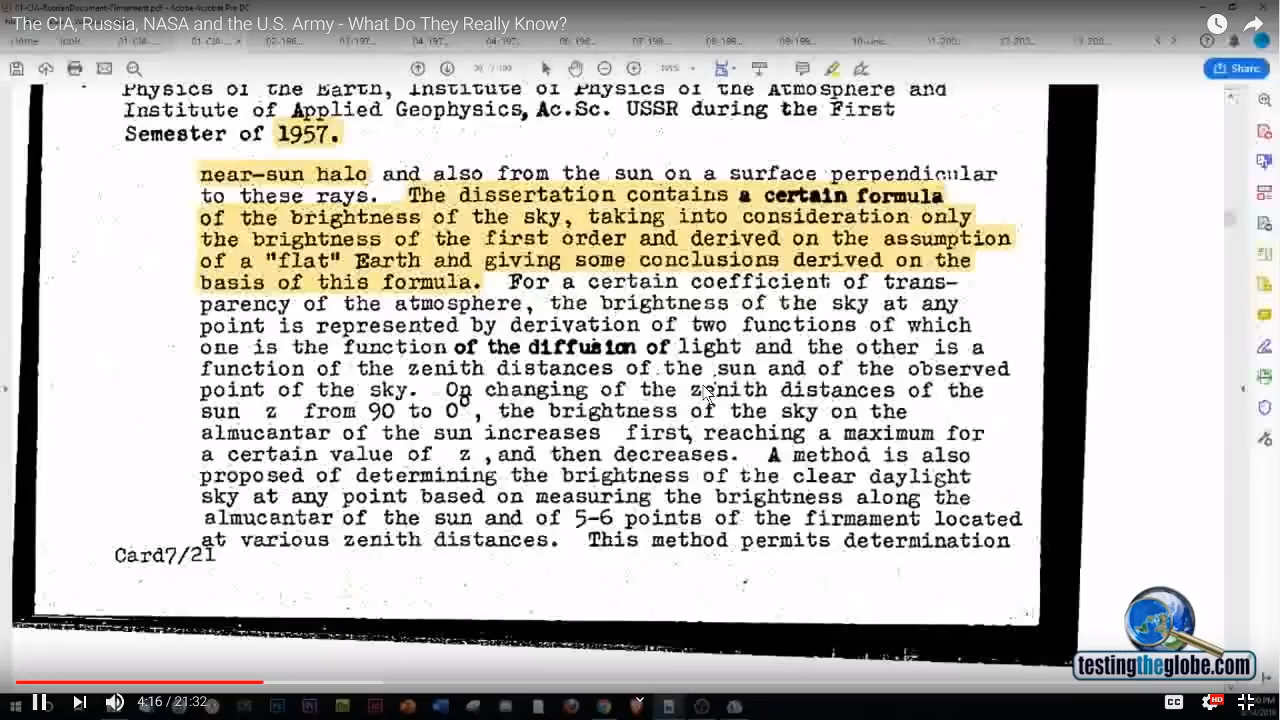 01-CIA-RussianDocument-Firmament.pdf - Adobe Acrobat Pro DC
The CIA, Russia, NASA and the U.S. Army - What Do They Really Know?
Home
Share
Physics of the Earth, Institute of Physics of the Atmosphere and
Institute of Applied Geophysics, Ac.Sc. USSR during the First
Semester of 1957.
near-sun halo and also from the sun on a surface perpendicular
to these rays. The dissertation contains a certain formula
of the brightness of the sky, taking into consideration only
the brightness of the first order and derived on the assumption
of a "flat" Earth and giving some conclusions derived on the
basis of this formula. For a certain coefficient of trans-
parency of the atmosphere, the brightness of the sky at any
point is represented by derivation of two functions of which
one is the function of the diffusion of light and the other is a
function of the zenith distances of the sun and of the observed
point of the sky. On changing of the zenith distances of the
sun z from 90 to 0°, the brightness of the sky on the
almucantar of the sun increases first, reaching a maximum for
a certain value of z ,and then decreases. A method is also
proposed of determining the brightness of the clear daylight
sky at any point based on measuring the brightness along the
almucantar of the sun and of 5-6 points of the firmament located
at various zenith distances. This method permits determination
Card7/21
testingtheglobe.com
4:16 / 21:32
CC
HD